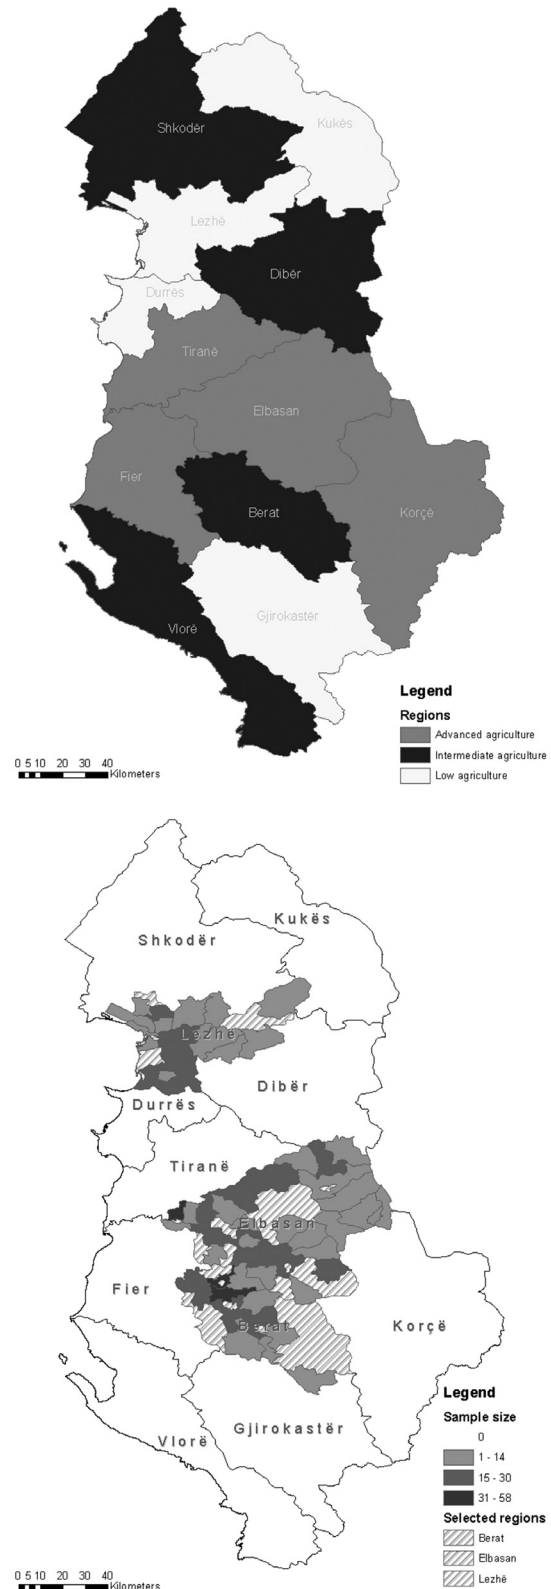 Shkodër
Kukës
Lezhë
Dibër
Durrës
Tiranë
Elbasan
Fier
Berat
Korçë
Gjirokastër
Vlorë
Legend
Regions
Advanced agriculture
Intermediate agriculture
Low agriculture
0 5 10 20 30 40
Kilometers
Kukës
Shkodër
Lezhë
Dibër
Durrës
Tiranë
Elbasan
Fier
Berat
Korçë
Gjirokastër
Vlorë
Legend
Sample size
0
1 - 14
15 - 30
31 - 58
Selected regions
Berat
Elbasan
Lezhë
0 5 10 20 30 40
Kilometers